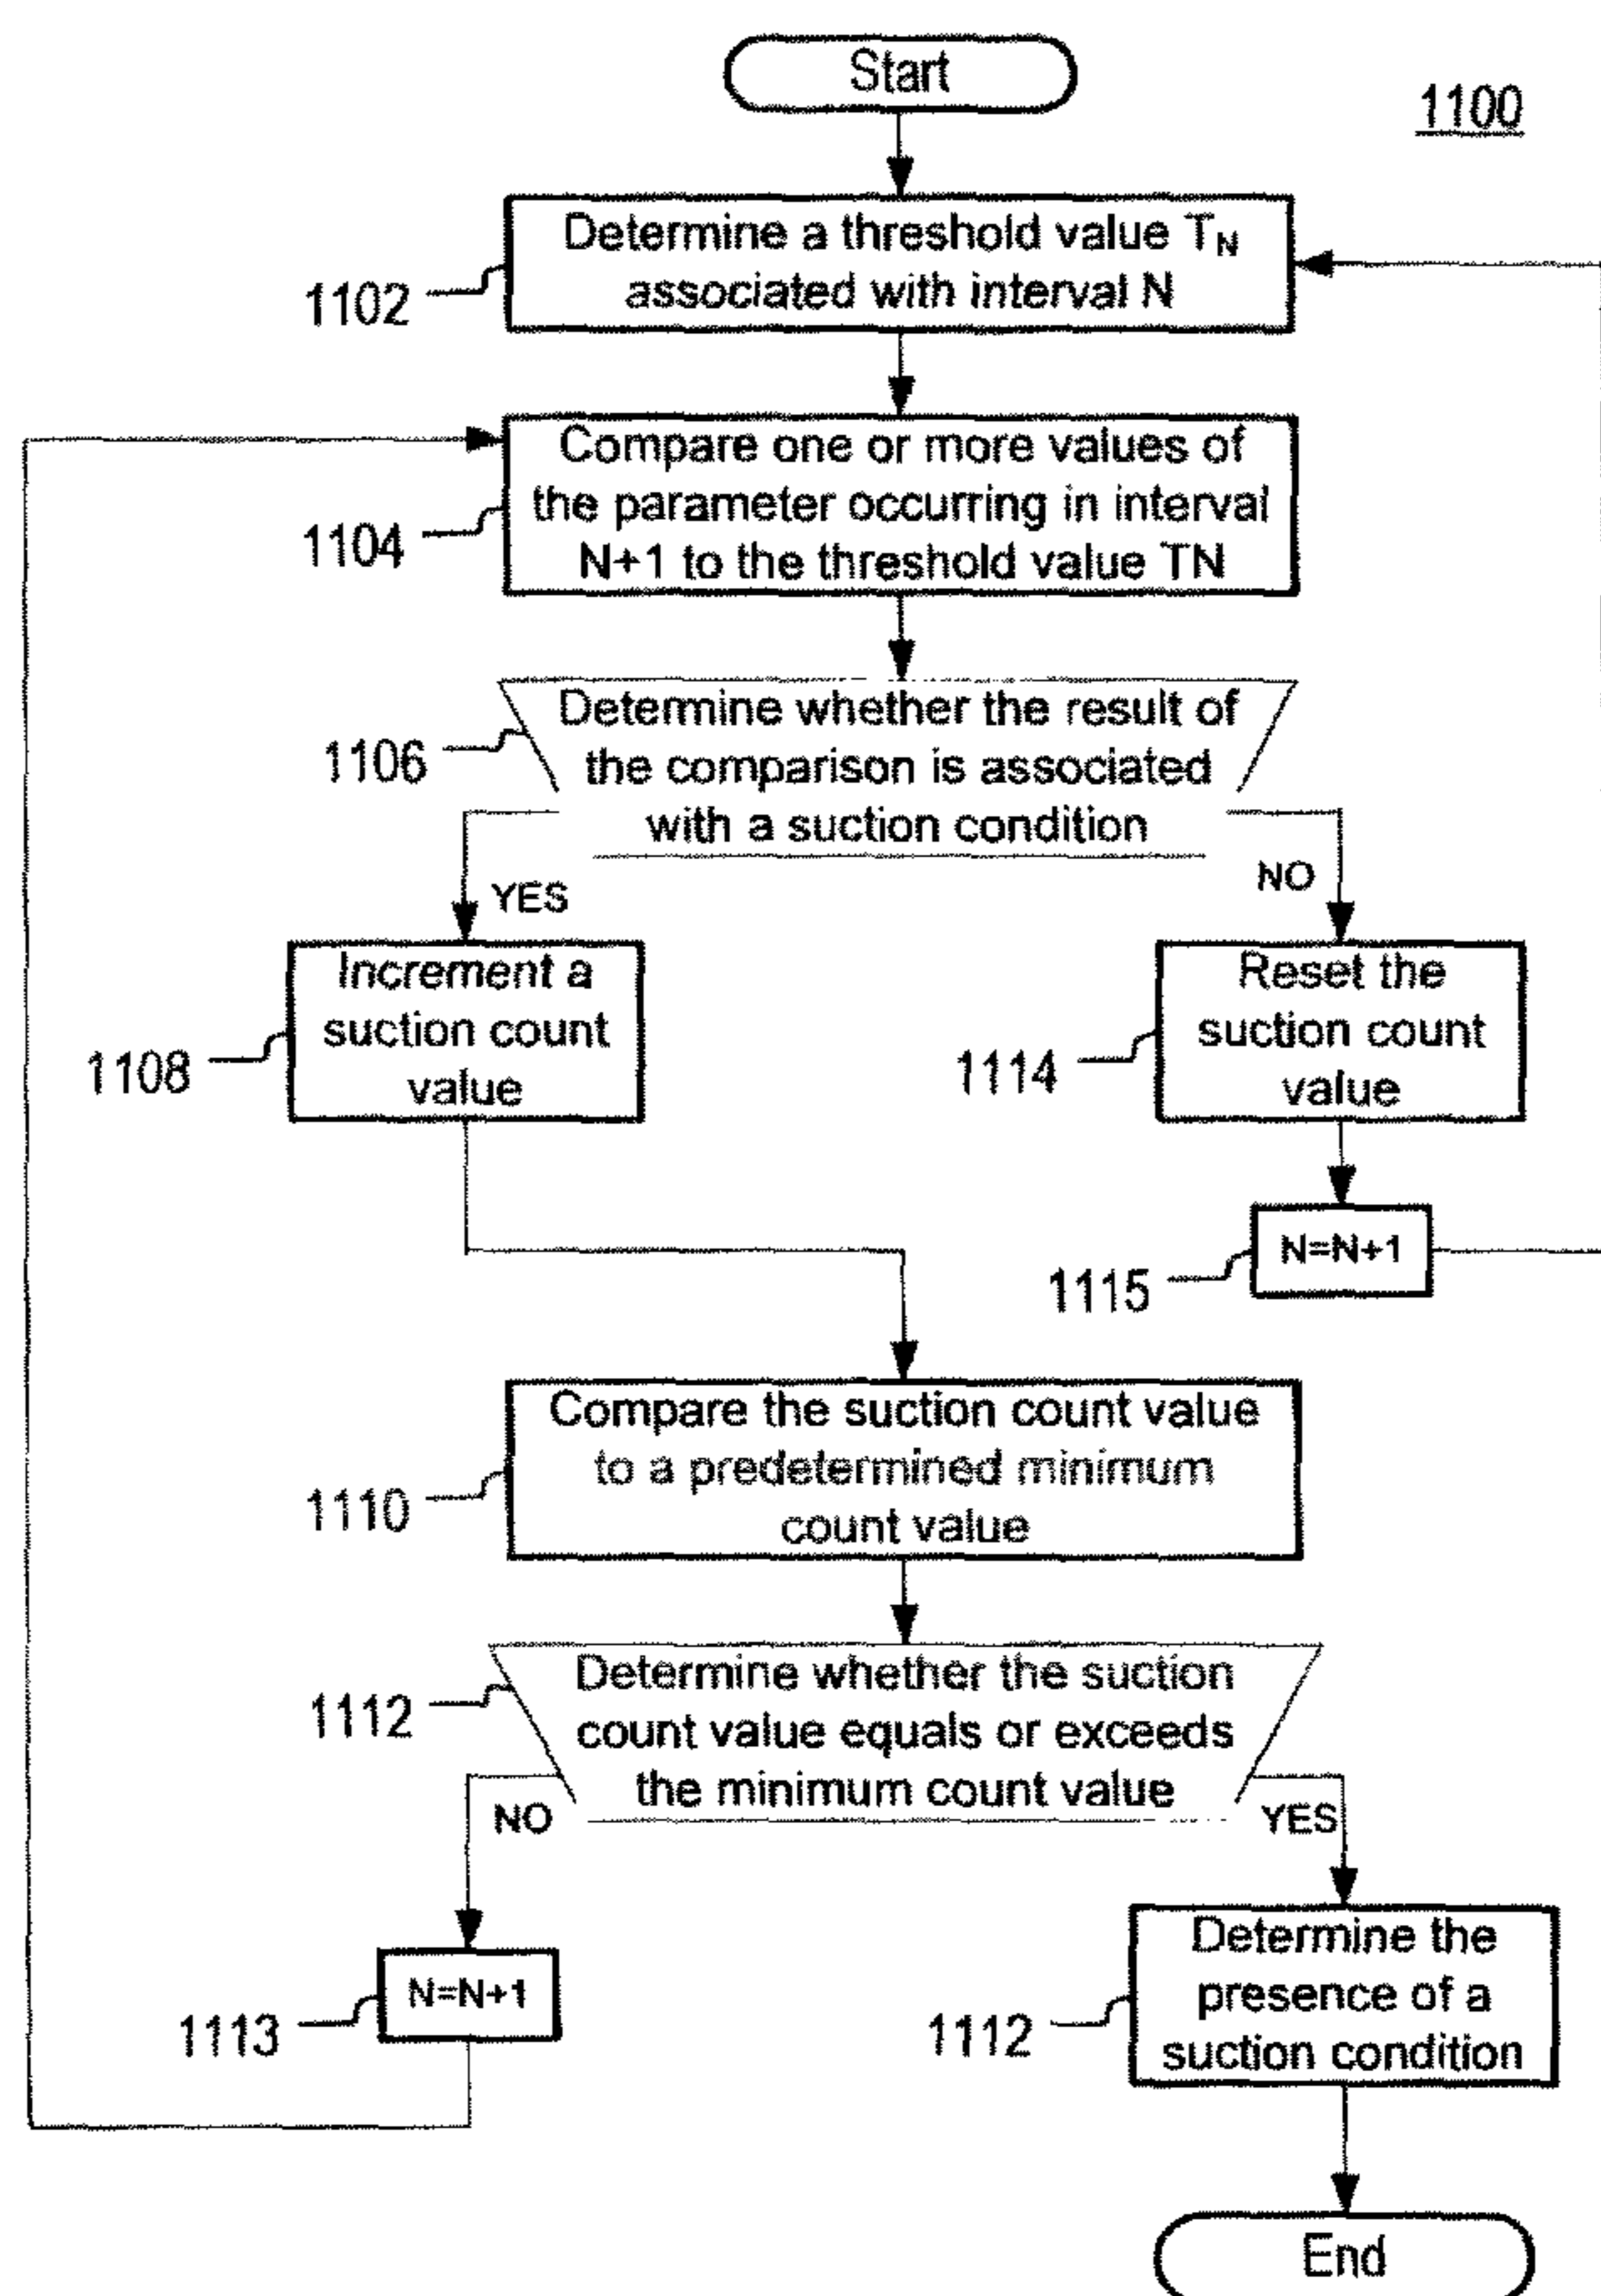 Start
1100
Determine a threshold value TN
associated with interval N
1102
Compare one or more values of
the parameter occurring in interval
N+1 to the threshold value TN
1104
Determine whether the result of
the comparison is associated
with a suction condition
1106
YES
NO
Increment a
suction count
value
1108
Reset the
suction count
value
1114
N=N+1
1115
Compare the suction count value
to a predetermined minimum
count value
1110
Determine whether the suction
count value equals or exceeds
the minimum count value
1112
NO
YES
N=N+1
1113
Determine the
presence of a
suction condition
1112
End